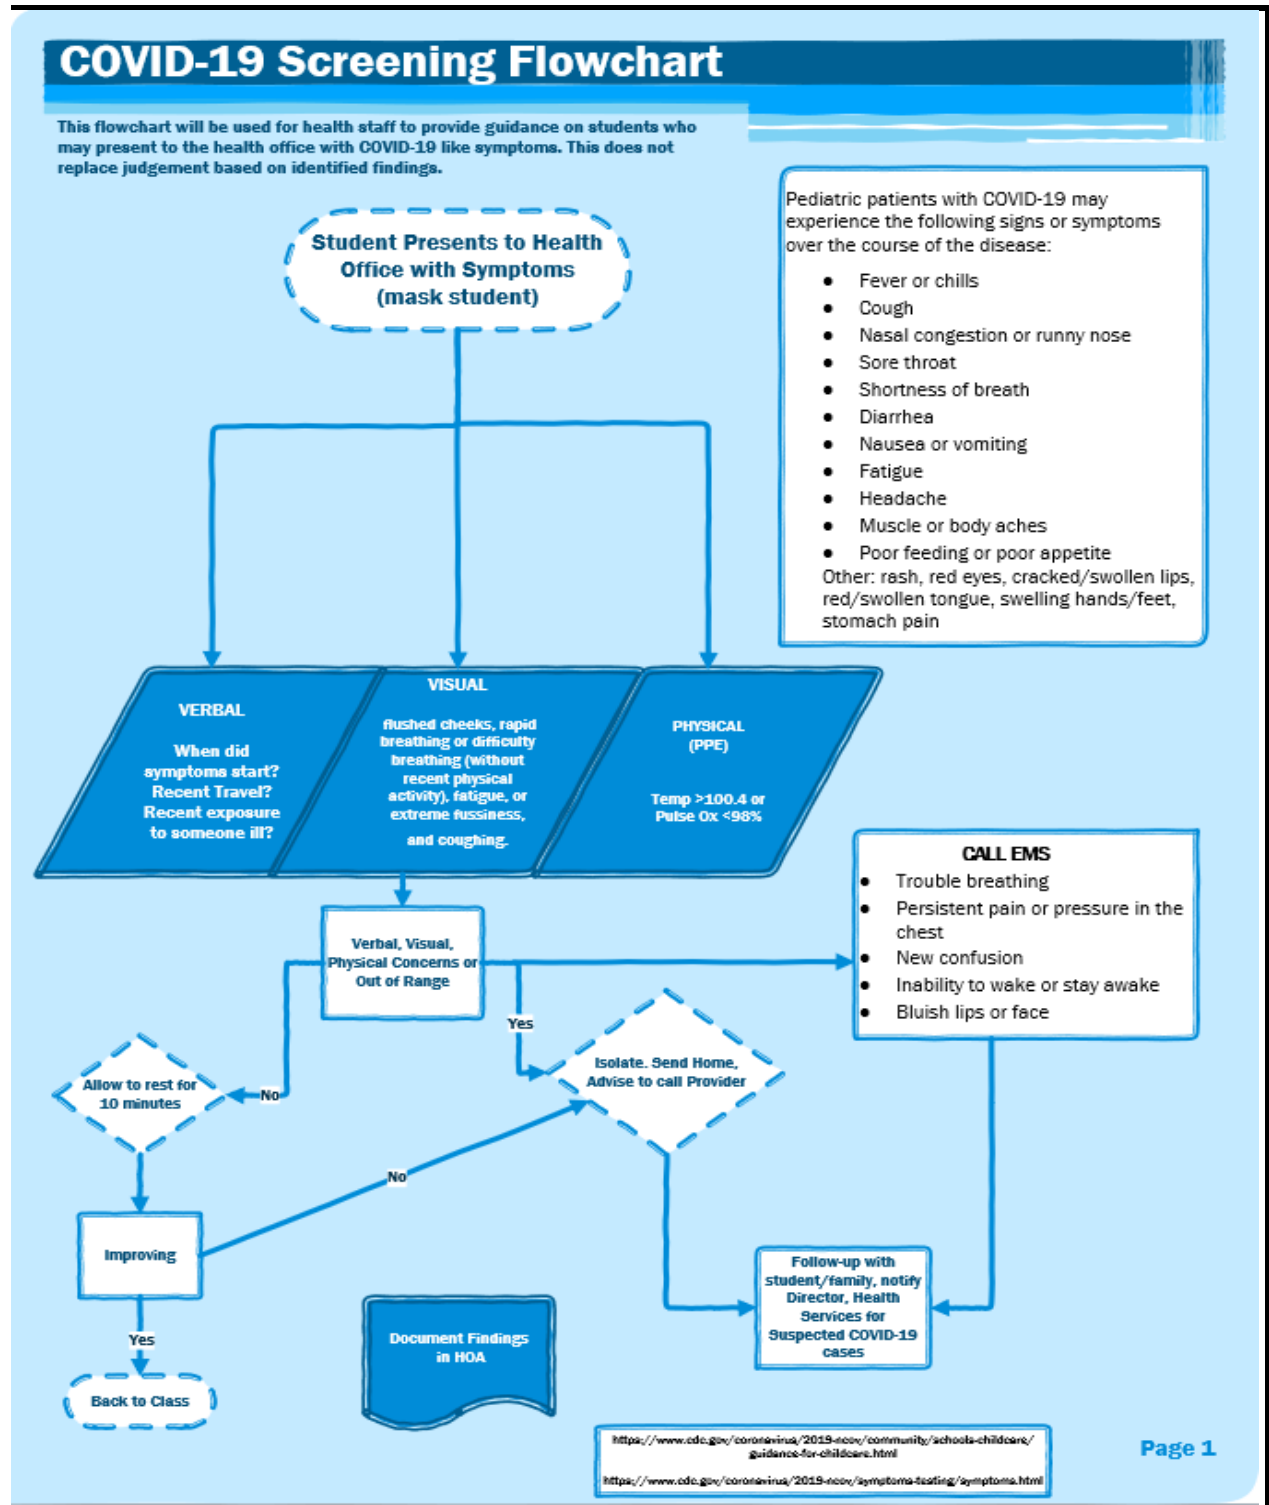 COVID-19 Screening Flowchart
This flowchart will be used for health staff to provide guidance on students who
may present to the health office with COVID-19 like symptoms. This does not
replace judgement based on identified findings.
Student Presents to Health
Office with Symptoms
(mask student)
Pediatric patients with COVID-19 may
experience the following signs or symptoms
over the course of the disease:
● Fever or chills
● Cough
● Nasal congestion or runny nose
● Sore throat
● Shortness of breath
● Diarrhea
● Nausea or vomiting
● Fatigue
● Headache
● Muscle or body aches
● Poor feeding or poor appetite
Other: rash, red eyes, cracked/swollen lips,
red/swollen tongue, swelling hands/feet,
stomach pain
VERBAL
When did
symptoms start?
Recent Travel?
Recent exposure
to someone ill?
VISUAL
flushed cheeks, rapid
breathing or difficulty
breathing (without
recent physical
activity), fatigue, or
extreme fussiness,
and coughing.
PHYSICAL
(PPE)
Temp >100.4 or
Pulse Ox <98%
Verbal, Visual,
Physical Concerns or
Out of Range
CALL EMS
● Trouble breathing
● Persistent pain or pressure in the
chest
● New confusion
● Inability to wake or stay awake
● Bluish lips or face
Yes
No
Allow to rest for
10 minutes
Isolate. Send Home,
Advise to call Provider
No
Improving
Yes
Back to Class
Document Findings
in HOA
Follow-up with
student/family, notify
Director, Health
Services for
Suspected COVID-19
cases
https://www.cdc.gov/coronavirus/2019-ncov/community/schools-childcare/
guidance-for-childcare.html
https://www.cdc.gov/coronavirus/2019-ncov/symptoms-testing/symptoms.html
Page 1